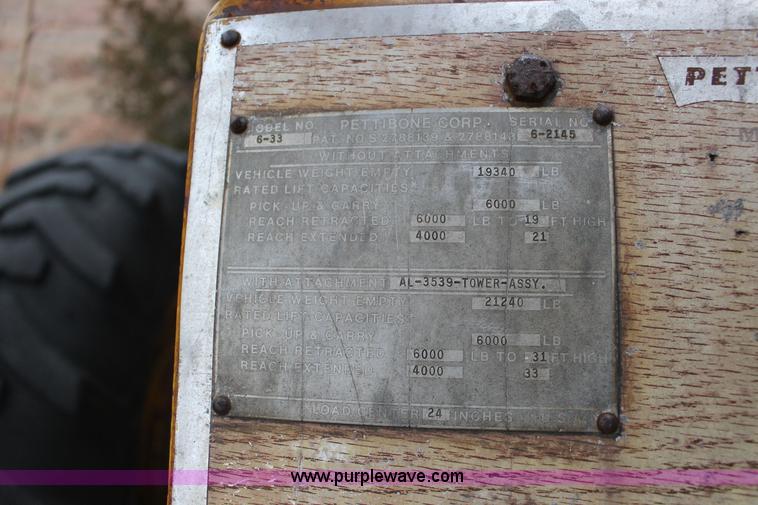 PETT
MODEL NO. PETTIBONE CORP. SERIAL NO.
6-33 PAT. NO.S 2788139 & 2788143 6-2145
WITHOUT ATTACHMENTS
VEHICLE WEIGHT EMPTY 19340 LB
RATED LIFT CAPACITIES
PICK UP & CARRY 6000 LB
REACH RETRACTED 6000 LB TO 19 FT HIGH
REACH EXTENDED 4000 21
WITH ATTACHMENT AL-3539-TOWER-ASSY.
VEHICLE WEIGHT EMPTY 21240 LB
RATED LIFT CAPACITIES
PICK UP & CARRY 6000 LB
REACH RETRACTED 6000 LB TO 31 FT HIGH
REACH EXTENDED 4000 33
LOAD CENTER 24 INCHES
www.purplewave.com